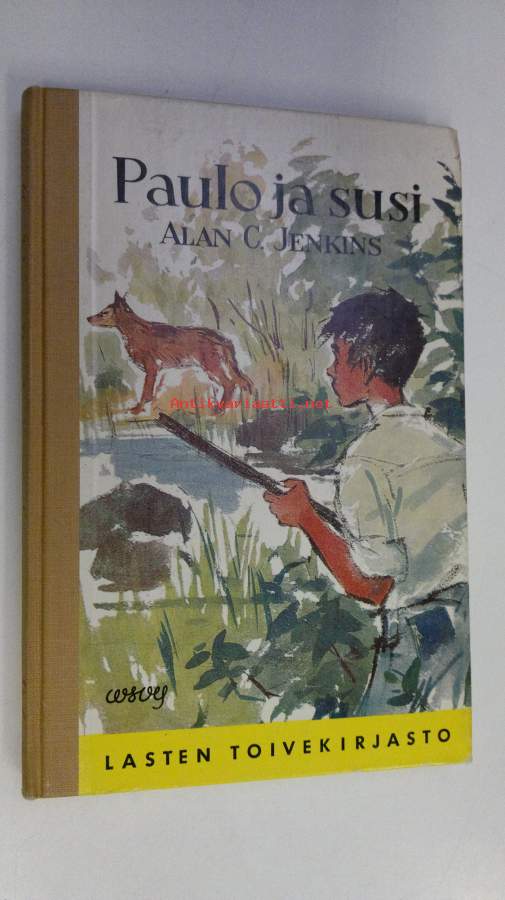 Paulo ja susi
ALAN C. JENKINS
Antikvariaatti.net
wsoy
LASTEN TOIVEKIRJASTO